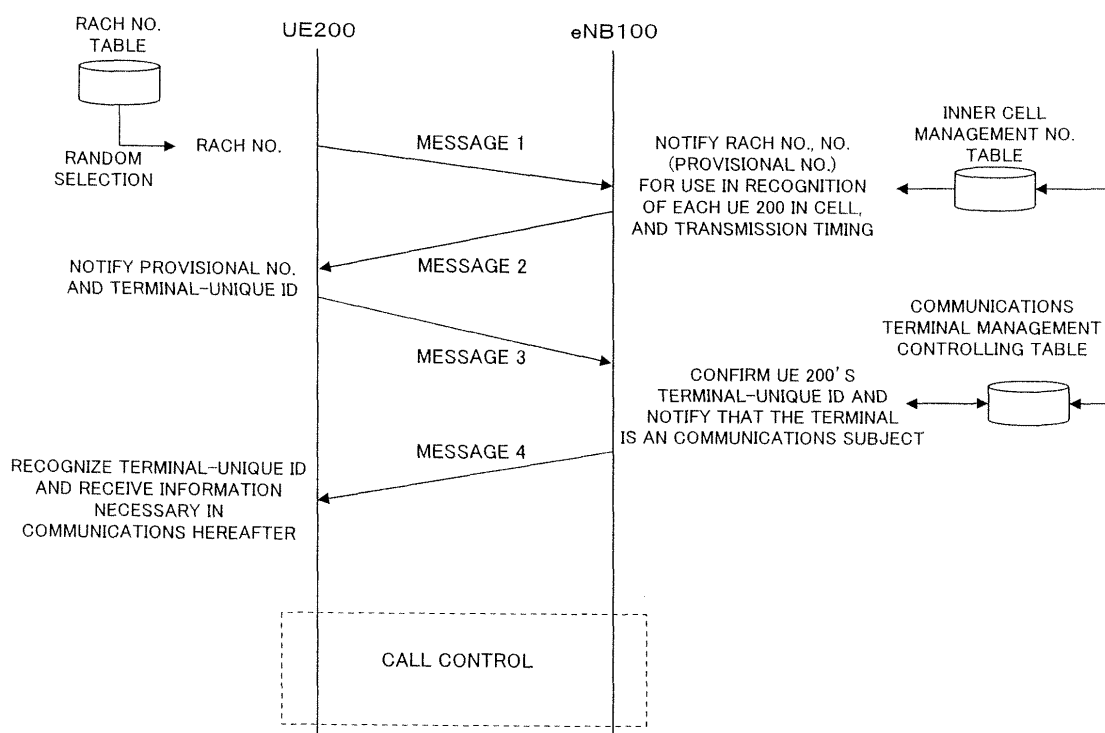 RACH NO.
TABLE
UE200
eNB100
RANDOM
SELECTION
RACH NO.
MESSAGE 1
NOTIFY RACH NO., NO.
(PROVISIONAL NO.)
FOR USE IN RECOGNITION
OF EACH UE 200 IN CELL,
AND TRANSMISSION TIMING
INNER CELL
MANAGEMENT NO.
TABLE
MESSAGE 2
NOTIFY PROVISIONAL NO.
AND TERMINAL-UNIQUE ID
MESSAGE 3
COMMUNICATIONS
TERMINAL MANAGEMENT
CONTROLLING TABLE
CONFIRM UE 200'S
TERMINAL-UNIQUE ID AND
NOTIFY THAT THE TERMINAL
IS AN COMMUNICATIONS SUBJECT
MESSAGE 4
RECOGNIZE TERMINAL-UNIQUE ID
AND RECEIVE INFORMATION
NECESSARY IN
COMMUNICATIONS HEREAFTER
CALL CONTROL